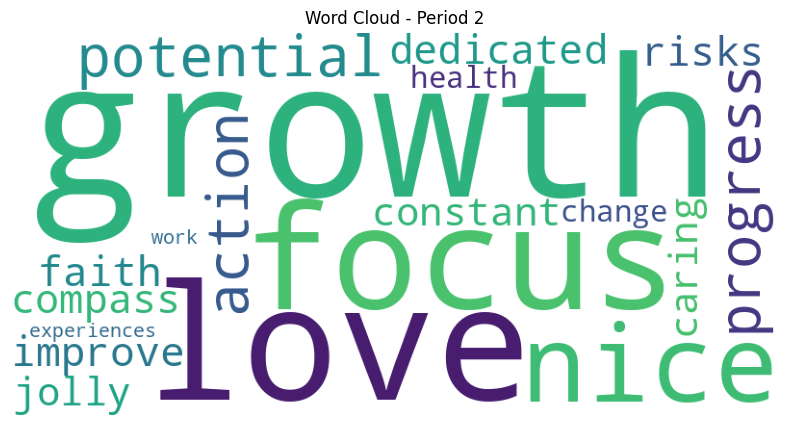 Word Cloud - Period 2
potential
dedicated
risks
health
growth
progress
action
constant
change
caring
work
focus
faith
compass
love
experiences
improve
nice
jolly